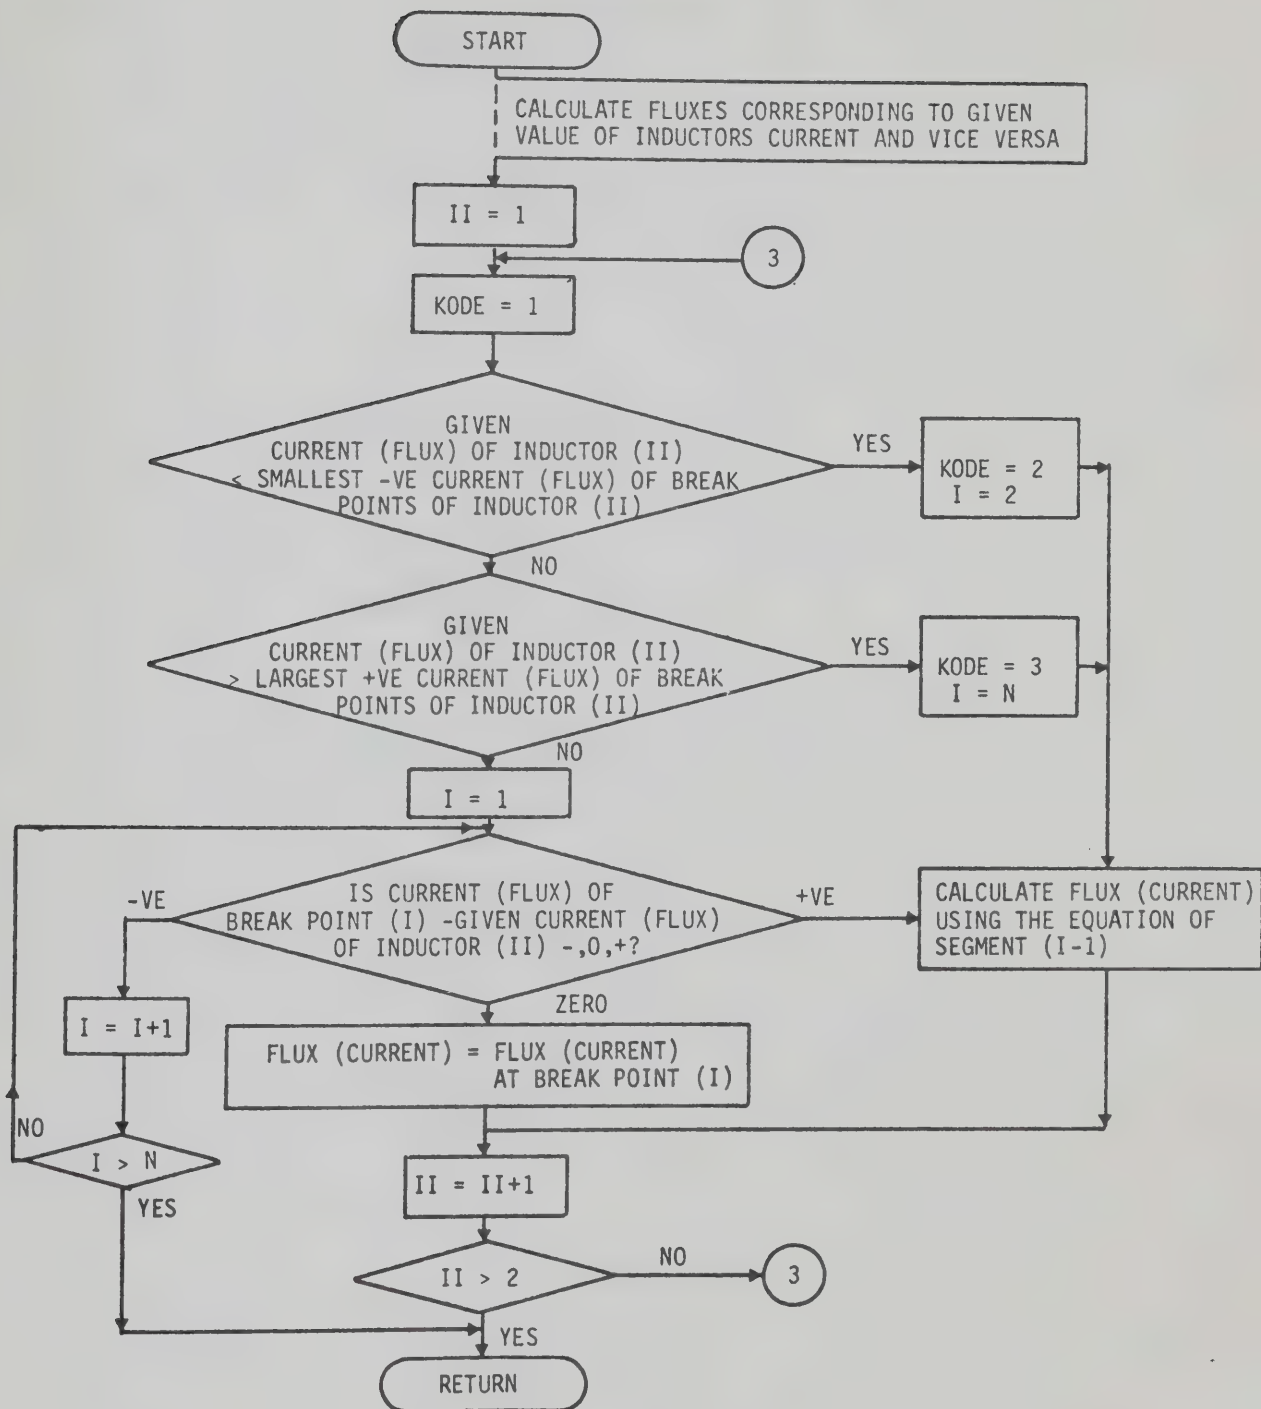 START
CALCULATE FLUXES CORRESPONDING TO GIVEN
VALUE OF INDUCTORS CURRENT AND VICE VERSA
II = 1
3
KODE = 1
GIVEN
CURRENT (FLUX) OF INDUCTOR (II)
< SMALLEST -VE CURRENT (FLUX) OF BREAK
POINTS OF INDUCTOR (II)
YES
KODE = 2
I = 2
NO
GIVEN
CURRENT (FLUX) OF INDUCTOR (II)
> LARGEST +VE CURRENT (FLUX) OF BREAK
POINTS OF INDUCTOR (II)
YES
KODE = 3
I = N
NO
I = 1
IS CURRENT (FLUX) OF
BREAK POINT (I) -GIVEN CURRENT (FLUX)
OF INDUCTOR (II) -,0,+?
-VE
+VE
CALCULATE FLUX (CURRENT)
USING THE EQUATION OF
SEGMENT (I-1)
ZERO
I = I+1
FLUX (CURRENT) = FLUX (CURRENT)
AT BREAK POINT (I)
NO
I > N
YES
II = II+1
II > 2
NO
3
YES
RETURN